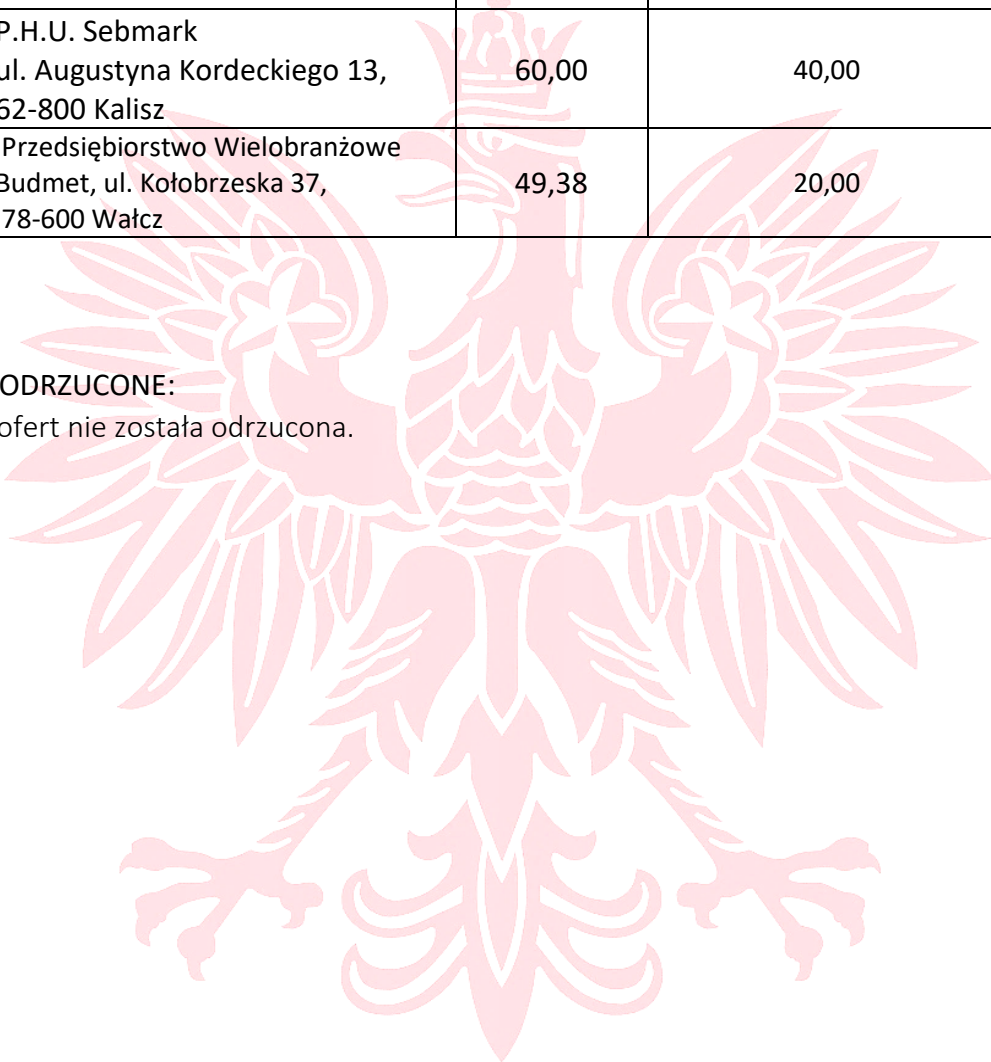 P.H.U. Sebmark
ul. Augustyna Kordeckiego 13,
62-800 Kalisz
60,00
40,00
Przedsiębiorstwo Wielobranżowe
Budmet, ul. Kołobrzeska 37,
78-600 Wałcz
49,38
20,00
ODRZUCONE:
ofert nie została odrzucona.